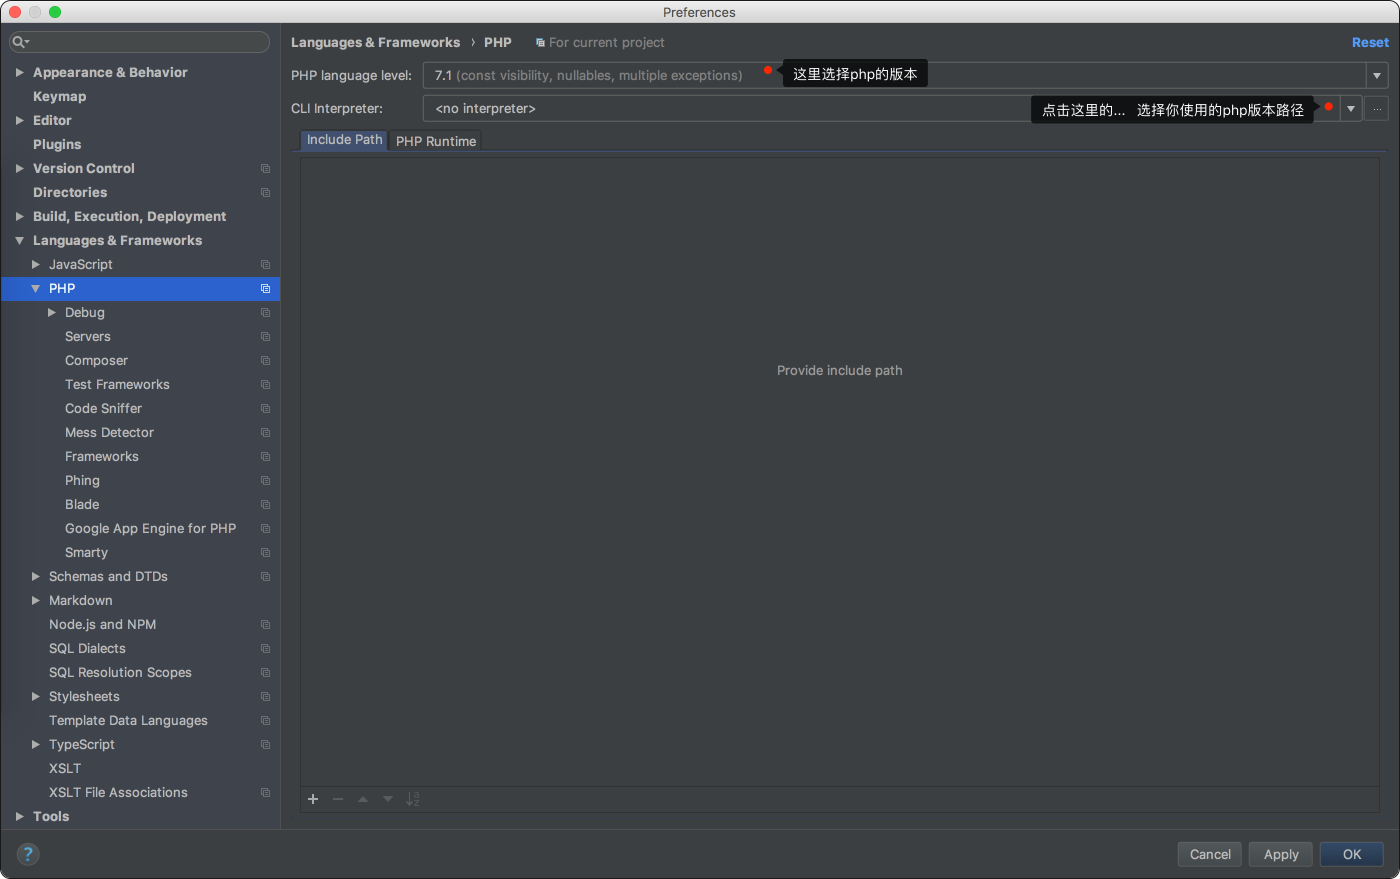 Preferences
Appearance & Behavior
Keymap
Editor
Plugins
Version Control
Directories
Build, Execution, Deployment
Languages & Frameworks
JavaScript
PHP
Debug
Servers
Composer
Test Frameworks
Code Sniffer
Mess Detector
Frameworks
Phing
Blade
Google App Engine for PHP
Smarty
Schemas and DTDs
Markdown
Node.js and NPM
SQL Dialects
SQL Resolution Scopes
Stylesheets
Template Data Languages
TypeScript
XSLT
XSLT File Associations
Tools
Languages & Frameworks › PHP For current project Reset
PHP language level: 7.1 (const visibility, nullables, multiple exceptions) 这里选择php的版本
CLI Interpreter: <no interpreter> 点击这里的... 选择你使用的php版本路径 ...
Include Path PHP Runtime
Provide include path
? Cancel Apply OK